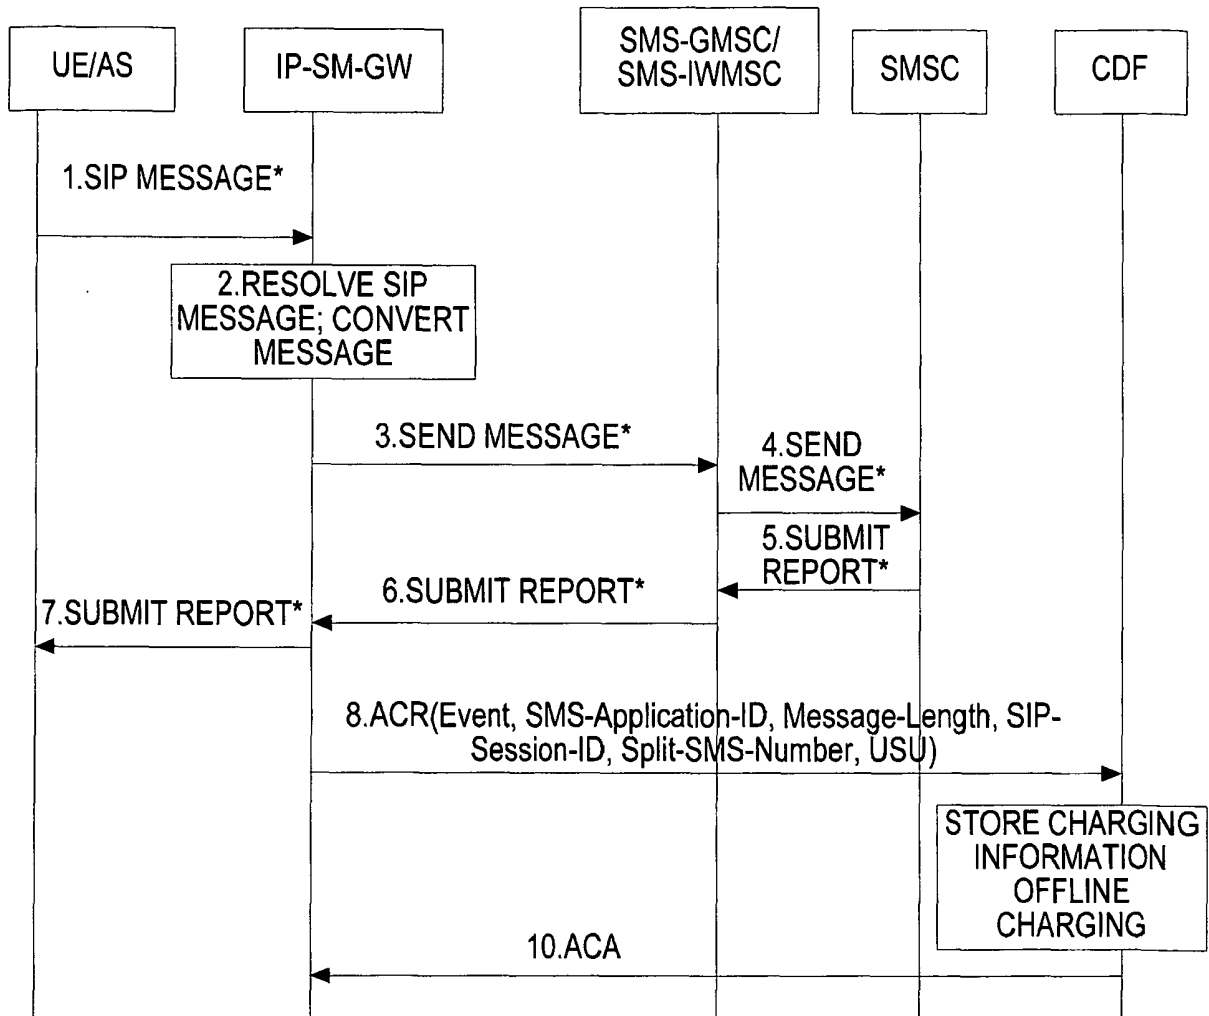 UE/AS
IP-SM-GW
SMS-GMSC/
SMS-IWMSC
SMSC
CDF
1.SIP MESSAGE*
2.RESOLVE SIP
MESSAGE; CONVERT
MESSAGE
3.SEND MESSAGE*
4.SEND
MESSAGE*
5.SUBMIT
REPORT*
6.SUBMIT REPORT*
7.SUBMIT REPORT*
8.ACR(Event, SMS-Application-ID, Message-Length, SIP-
Session-ID, Split-SMS-Number, USU)
STORE CHARGING
INFORMATION
OFFLINE
CHARGING
10.ACA